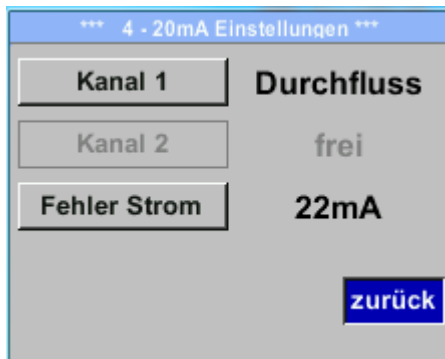 *** 4 - 20mA Einstellungen ***
Kanal 1 Durchfluss
Kanal 2 frei
Fehler Strom 22mA
zurück